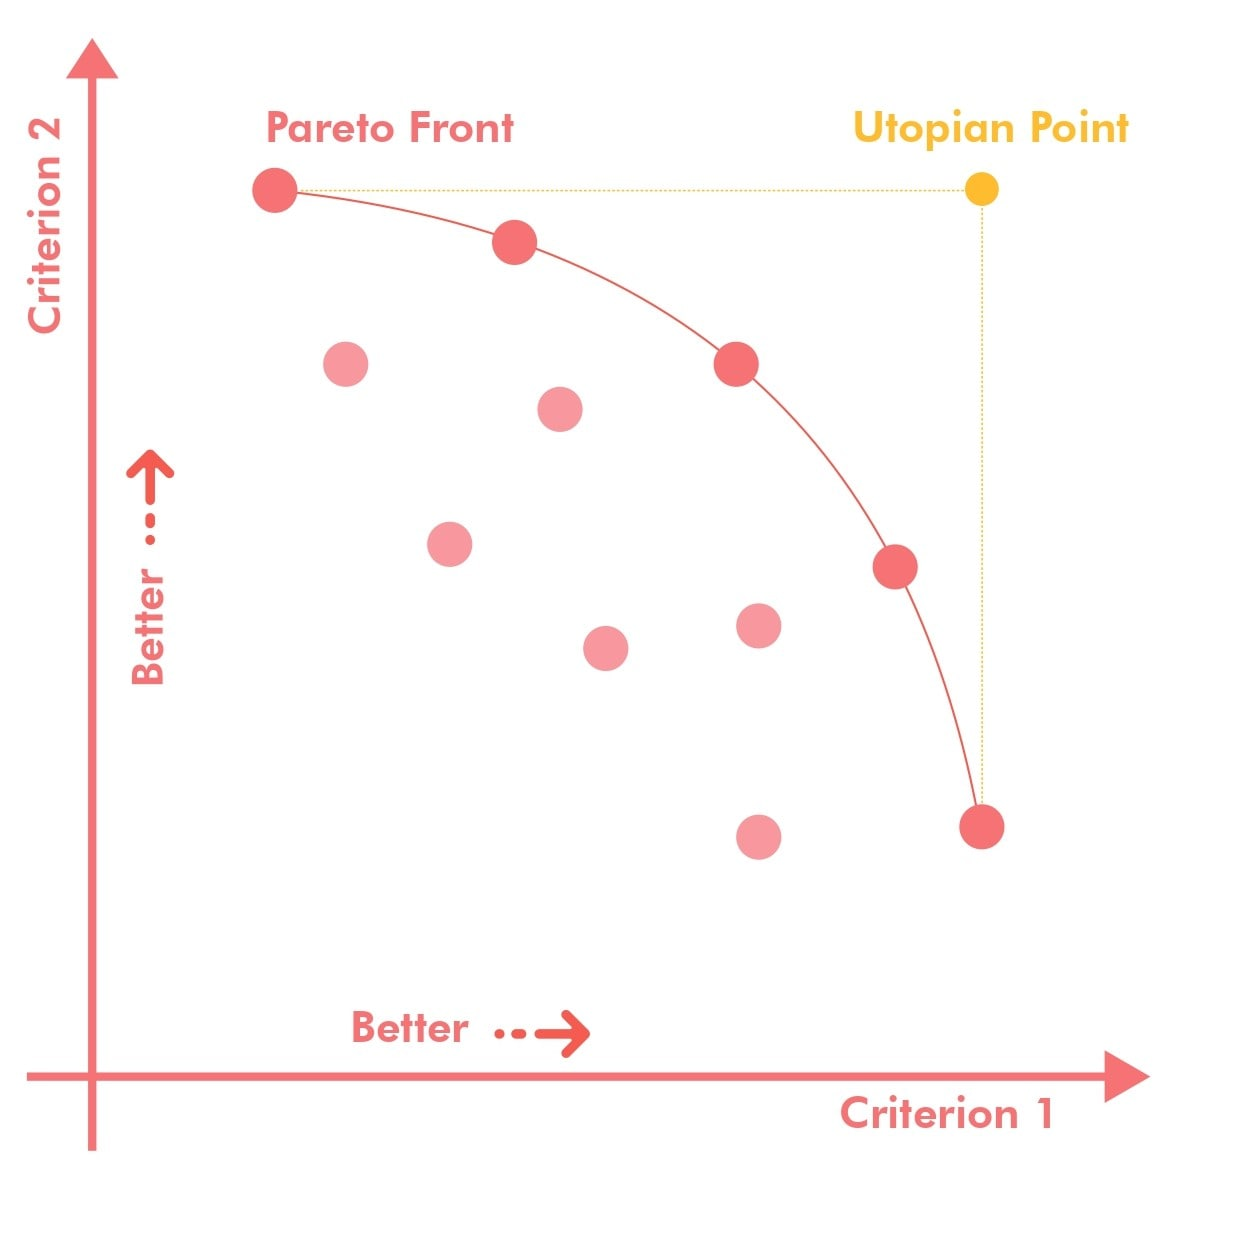 Pareto Front
Utopian Point
Criterion 2
Better
Better
Criterion 1